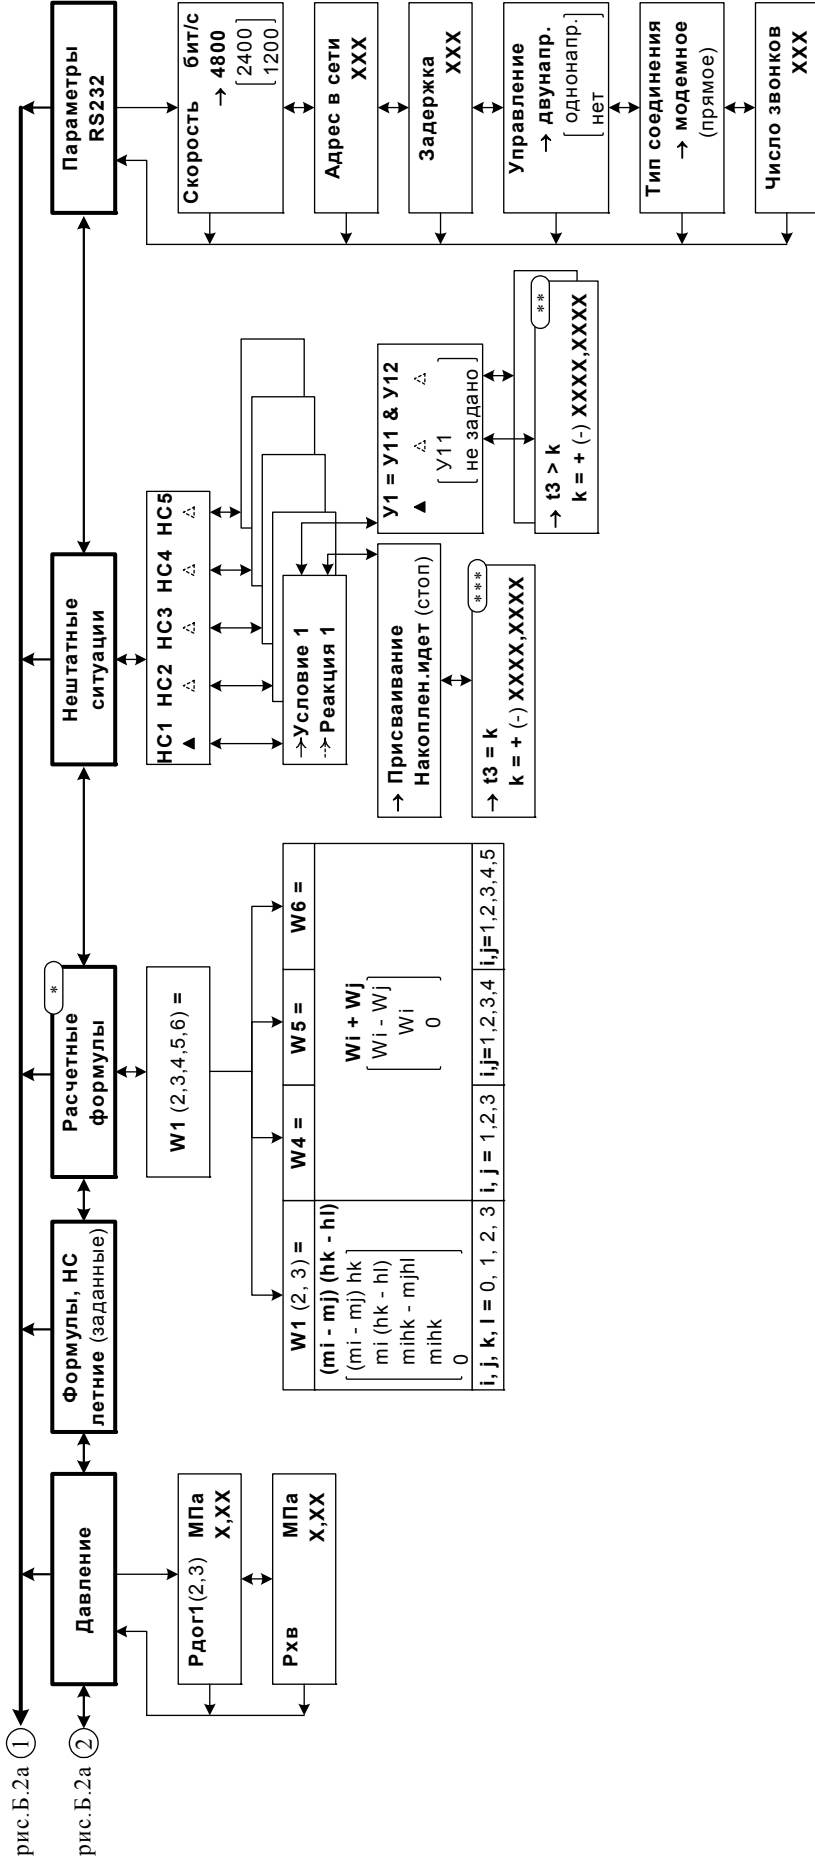 рис.Б.2а 1
рис.Б.2а 2
Давление
Рдог1(2,3) МПа
Х,ХХ
Рхв МПа
Х,ХХ
Формулы, НС
летние (заданные)
*
Расчетные
формулы
W1 (2,3,4,5,6) =
W1 (2, 3) =
(mi - mj) (hk - hl)
(mi - mj) hk
mi (hk - hl)
mihk - mjhl
mihk
0
i, j, k, l = 0, 1, 2, 3
W4 =
W5 =
W6 =
Wi + Wj
Wi - Wj
Wi
0
i, j = 1,2,3
i,j=1,2,3,4
i,j=1,2,3,4,5
Нештатные
ситуации
НС1 НС2 НС3 НС4 НС5
→Условие 1
→Реакция 1
→ Присваивание
Накоплен.идет (стоп)
***
→ t3 = k
k = + (-) ХХХХ,ХХХХ
У1 = У11 & У12
У11
не задано
**
→ t3 > k
k = + (-) ХХХХ,ХХХХ
Параметры
RS232
Скорость бит/с
→ 4800
2400
1200
Адрес в сети
ХХХ
Задержка
ХХХ
Управление
→ двунапр.
однонапр.
нет
Тип соединения
→ модемное
(прямое)
Число звонков
ХХХ